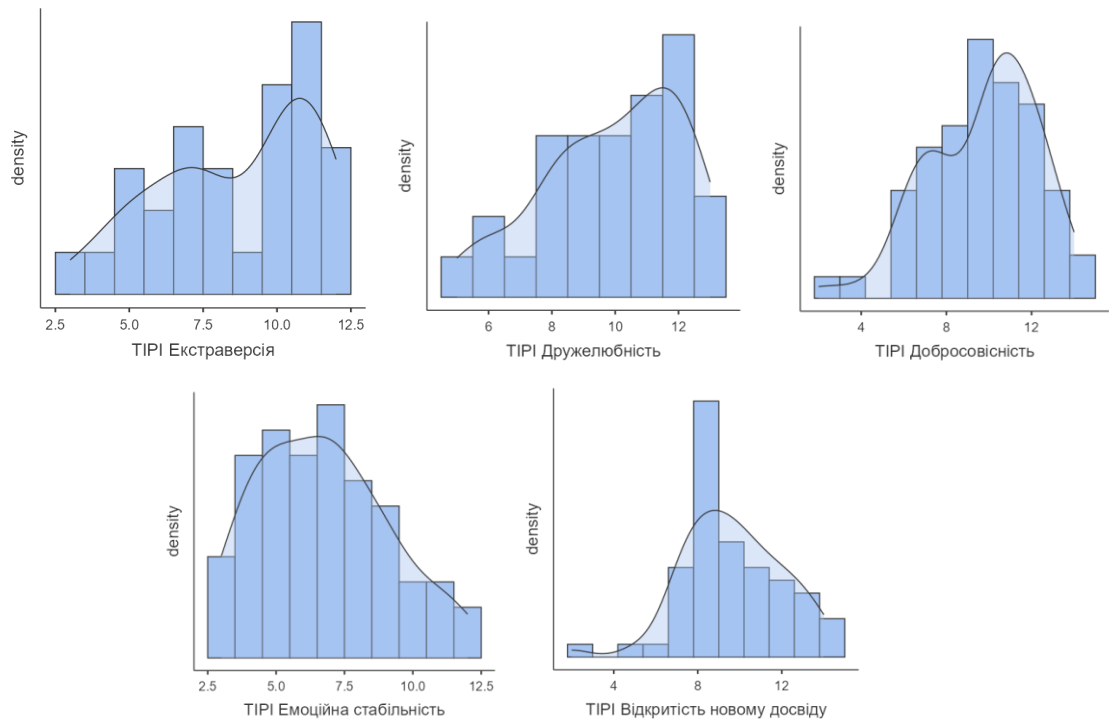 density
2.5 5.0 7.5 10.0 12.5
TIPI Екстраверсія
density
6 8 10 12
TIPI Дружелюбність
density
4 8 12
TIPI Добросовісність
density
2.5 5.0 7.5 10.0 12.5
TIPI Емоційна стабільність
density
4 8 12
TIPI Відкритість новому досвіду